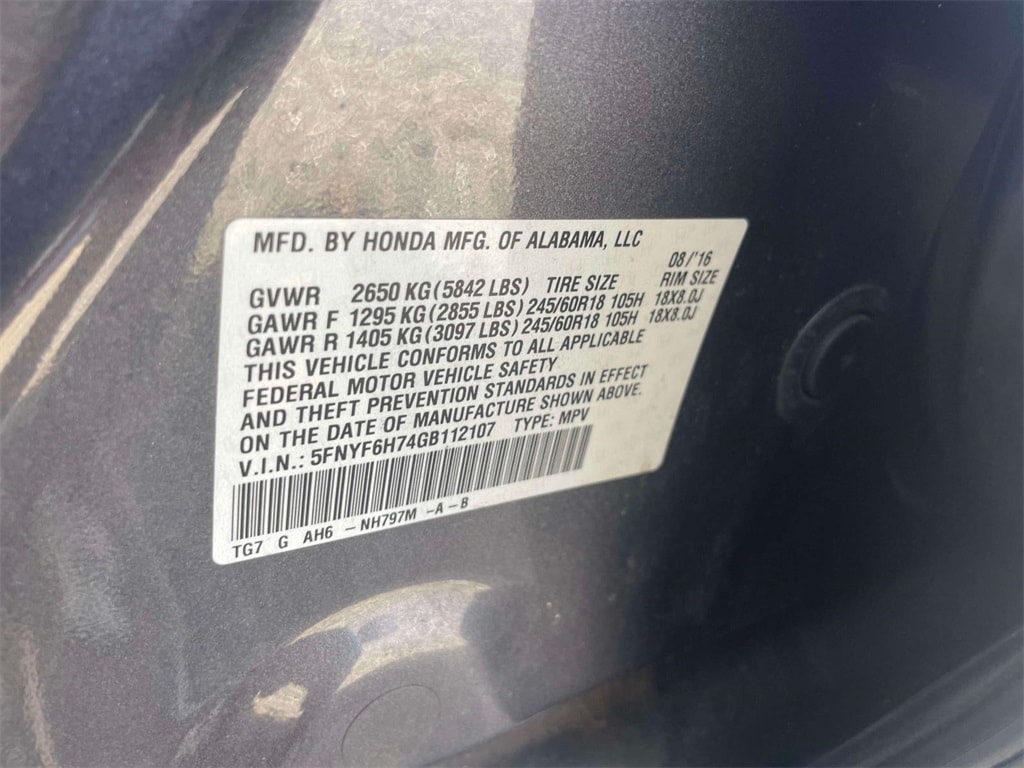 MFD. BY HONDA MFG. OF ALABAMA, LLC
08/'16
GVWR 2650 KG (5842 LBS) TIRE SIZE RIM SIZE
GAWR F 1295 KG (2855 LBS) 245/60R18 105H 18X8.0J
GAWR R 1405 KG (3097 LBS) 245/60R18 105H 18X8.0J
THIS VEHICLE CONFORMS TO ALL APPLICABLE
FEDERAL MOTOR VEHICLE SAFETY
AND THEFT PREVENTION STANDARDS IN EFFECT
ON THE DATE OF MANUFACTURE SHOWN ABOVE.
V.I.N.: 5FNYF6H74GB112107 TYPE: MPV
TG7 G AH6 – NH797M –A–B